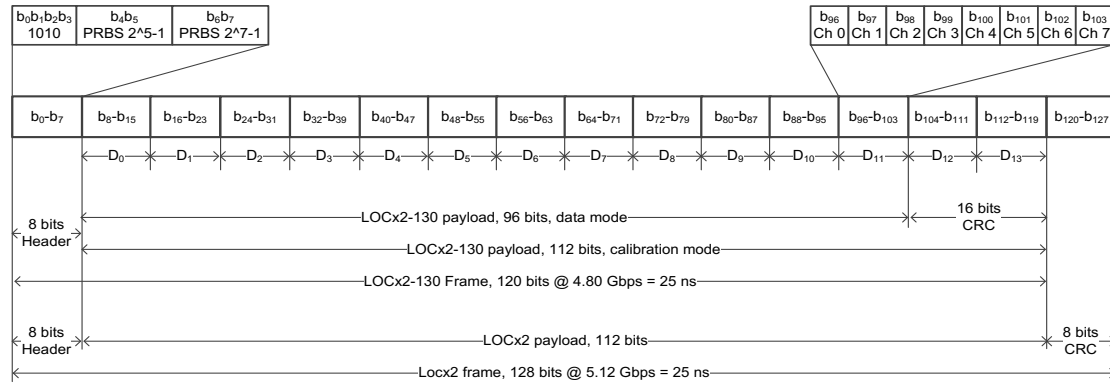 b0b1b2b3 b4b5 b6b7
1010 PRBS 2^5-1 PRBS 2^7-1
b96 b97 b98 b99 b100 b101 b102 b103
Ch 0 Ch 1 Ch 2 Ch 3 Ch 4 Ch 5 Ch 6 Ch 7
b0-b7 b8-b15 b16-b23 b24-b31 b32-b39 b40-b47 b48-b55 b56-b63 b64-b71 b72-b79 b80-b87 b88-b95 b96-b103 b104-b111 b112-b119 b120-b127
D0 D1 D2 D3 D4 D5 D6 D7 D8 D9 D10 D11 D12 D13
8 bits
Header
LOCx2-130 payload, 96 bits, data mode
16 bits
CRC
LOCx2-130 payload, 112 bits, calibration mode
LOCx2-130 Frame, 120 bits @ 4.80 Gbps = 25 ns
8 bits
Header
LOCx2 payload, 112 bits
8 bits
CRC
Locx2 frame, 128 bits @ 5.12 Gbps = 25 ns